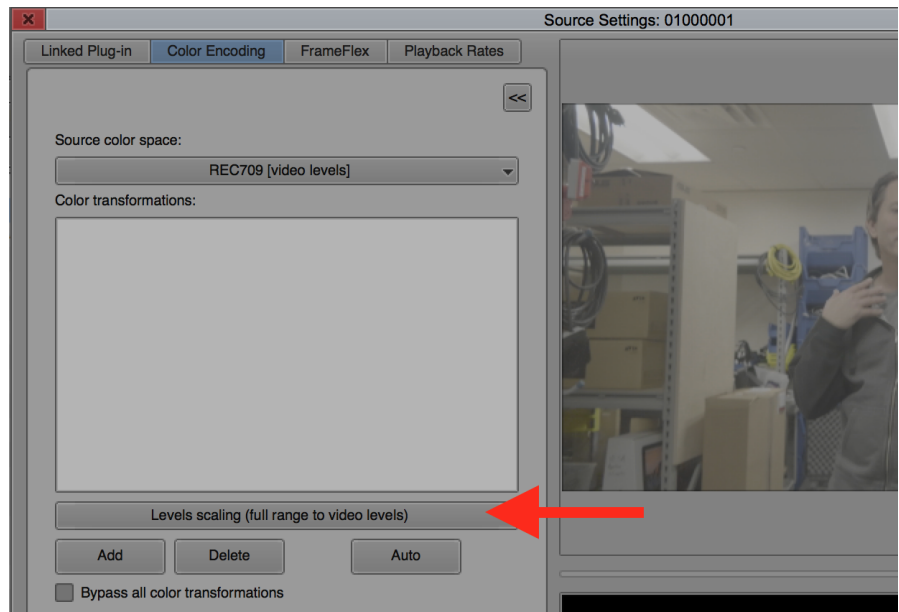 Source Settings: 01000001
Linked Plug-in Color Encoding FrameFlex Playback Rates
<<
Source color space:
REC709 [video levels]
Color transformations:
Levels scaling (full range to video levels)
Add Delete Auto
Bypass all color transformations